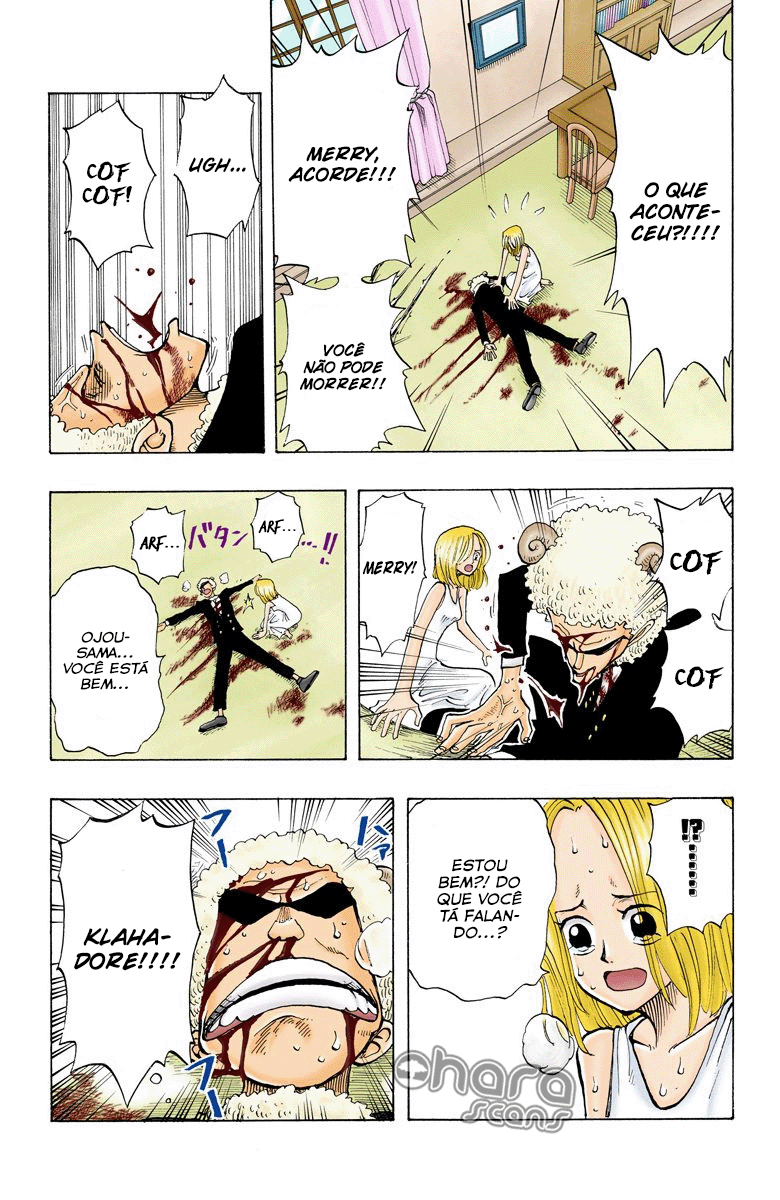 O QUE
ACONTE-
CEU?!!!!
MERRY,
ACORDE!!!
VOCÊ
NÃO PODE
MORRER!!
UGH...
COF
COF!
COF
COF
MERRY!
ARF...
バタン
ARF...
...!!
OJOU-
SAMA...
VOCÊ ESTÁ
BEM...
!?
ESTOU
BEM?! DO
QUE VOCÊ
TÁ FALAN-
DO...?
KLAHA-
DORE!!!!
ohara
scans